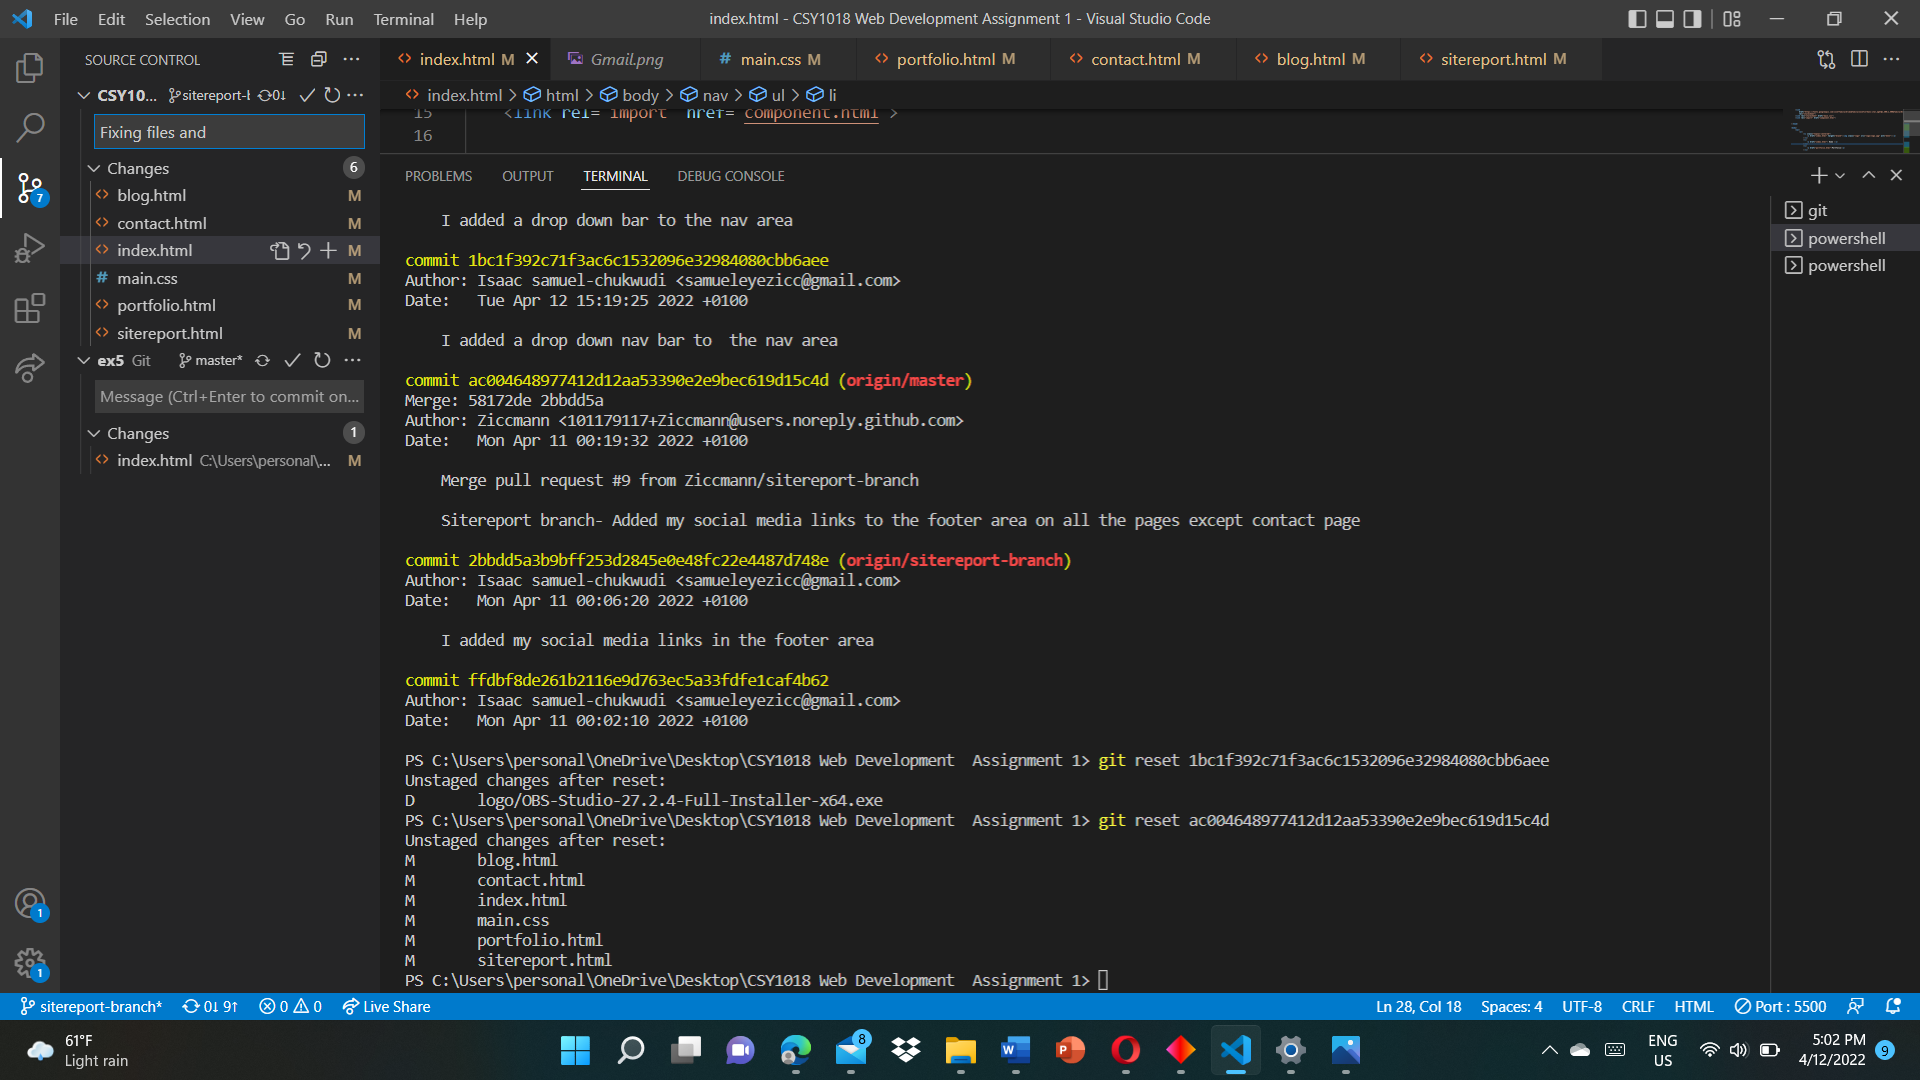 File Edit Selection View Go Run Terminal Help
index.html - CSY1018 Web Development Assignment 1 - Visual Studio Code
SOURCE CONTROL
index.html M
Gmail.png
# main.css M
portfolio.html M
contact.html M
blog.html M
sitereport.html M
CSY10... sitereport-b 0↓
index.html > html > body > nav > ul > li
15 <link rel="import" href="component.html">
16
Fixing files and
Changes 6
blog.html M
contact.html M
index.html M
# main.css M
portfolio.html M
sitereport.html M
ex5 Git master*
Message (Ctrl+Enter to commit on...
Changes 1
index.html C:\Users\personal\... M
7
PROBLEMS OUTPUT TERMINAL DEBUG CONSOLE
git
powershell
powershell
I added a drop down bar to the nav area
commit 1bc1f392c71f3ac6c1532096e32984080cbb6aee
Author: Isaac samuel-chukwudi <samueleyezicc@gmail.com>
Date: Tue Apr 12 15:19:25 2022 +0100
I added a drop down nav bar to the nav area
commit ac004648977412d12aa53390e2e9bec619d15c4d (origin/master)
Merge: 58172de 2bbdd5a
Author: Ziccmann <101179117+Ziccmann@users.noreply.github.com>
Date: Mon Apr 11 00:19:32 2022 +0100
Merge pull request #9 from Ziccmann/sitereport-branch
Sitereport branch- Added my social media links to the footer area on all the pages except contact page
commit 2bbdd5a3b9bff253d2845e0e48fc22e4487d748e (origin/sitereport-branch)
Author: Isaac samuel-chukwudi <samueleyezicc@gmail.com>
Date: Mon Apr 11 00:06:20 2022 +0100
I added my social media links in the footer area
commit ffdbf8de261b2116e9d763ec5a33fdfe1caf4b62
Author: Isaac samuel-chukwudi <samueleyezicc@gmail.com>
Date: Mon Apr 11 00:02:10 2022 +0100
PS C:\Users\personal\OneDrive\Desktop\CSY1018 Web Development  Assignment 1> git reset 1bc1f392c71f3ac6c1532096e32984080cbb6aee
Unstaged changes after reset:
D logo/OBS-Studio-27.2.4-Full-Installer-x64.exe
PS C:\Users\personal\OneDrive\Desktop\CSY1018 Web Development  Assignment 1> git reset ac004648977412d12aa53390e2e9bec619d15c4d
Unstaged changes after reset:
M blog.html
M contact.html
M index.html
M main.css
M portfolio.html
M sitereport.html
PS C:\Users\personal\OneDrive\Desktop\CSY1018 Web Development  Assignment 1>
1
1
sitereport-branch* 0↓ 9↑ 0 0 Live Share
Ln 28, Col 18 Spaces: 4 UTF-8 CRLF HTML Port : 5500
61°F
Light rain
8
W
P
ENG
US
5:02 PM
4/12/2022
9